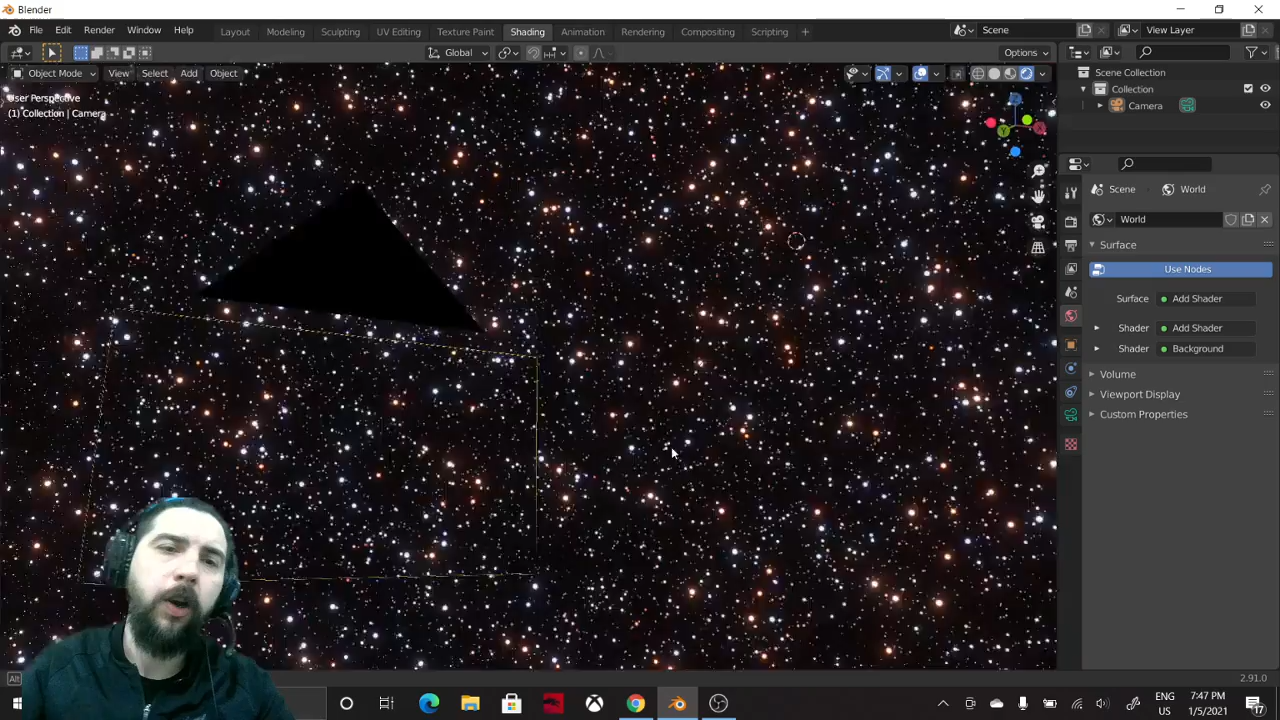 Blender
File Edit Render Window Help Layout Modeling Sculpting UV Editing Texture Paint Shading Animation Rendering Compositing Scripting + Scene View Layer
Global Options
Object Mode View Select Add Object
User Perspective
(1) Collection | Camera
Scene Collection
Collection
Camera
Scene World
World
Surface
Use Nodes
Surface Add Shader
Shader Add Shader
Shader Background
Volume
Viewport Display
Custom Properties
X
Y
Alt
2.91.0
ENG
US
7:47 PM
1/5/2021
17